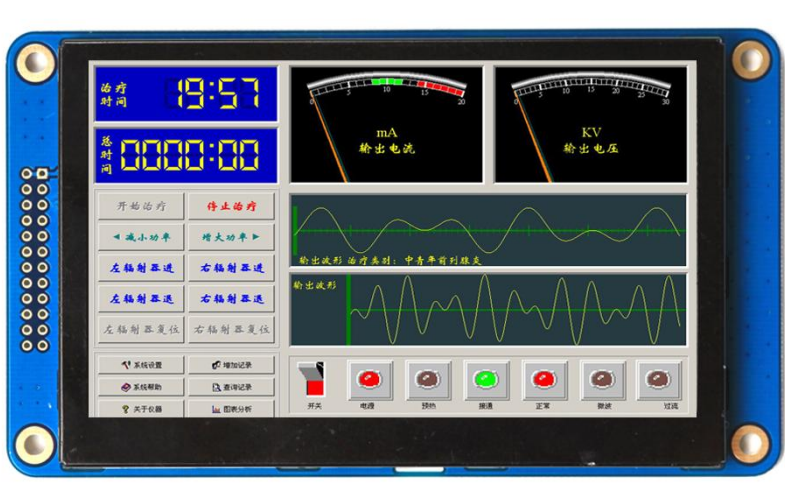 治疗
时间
19:57
总
时
间
0000:00
0 5 10 15 20
mA
输出电流
0 5 10 15 20 25 30
KV
输出电压
开始治疗 停止治疗
减小功率 增大功率
左辐射器进 右辐射器进
左辐射器退 右辐射器退
左辐射器复位 右辐射器复位
输出波形 治疗类别：中青年前列腺炎
输出波形
系统设置 增加记录
系统帮助 查询记录
关于仪器 图表分析
开关 电源 预热 接通 正常 微波 过流